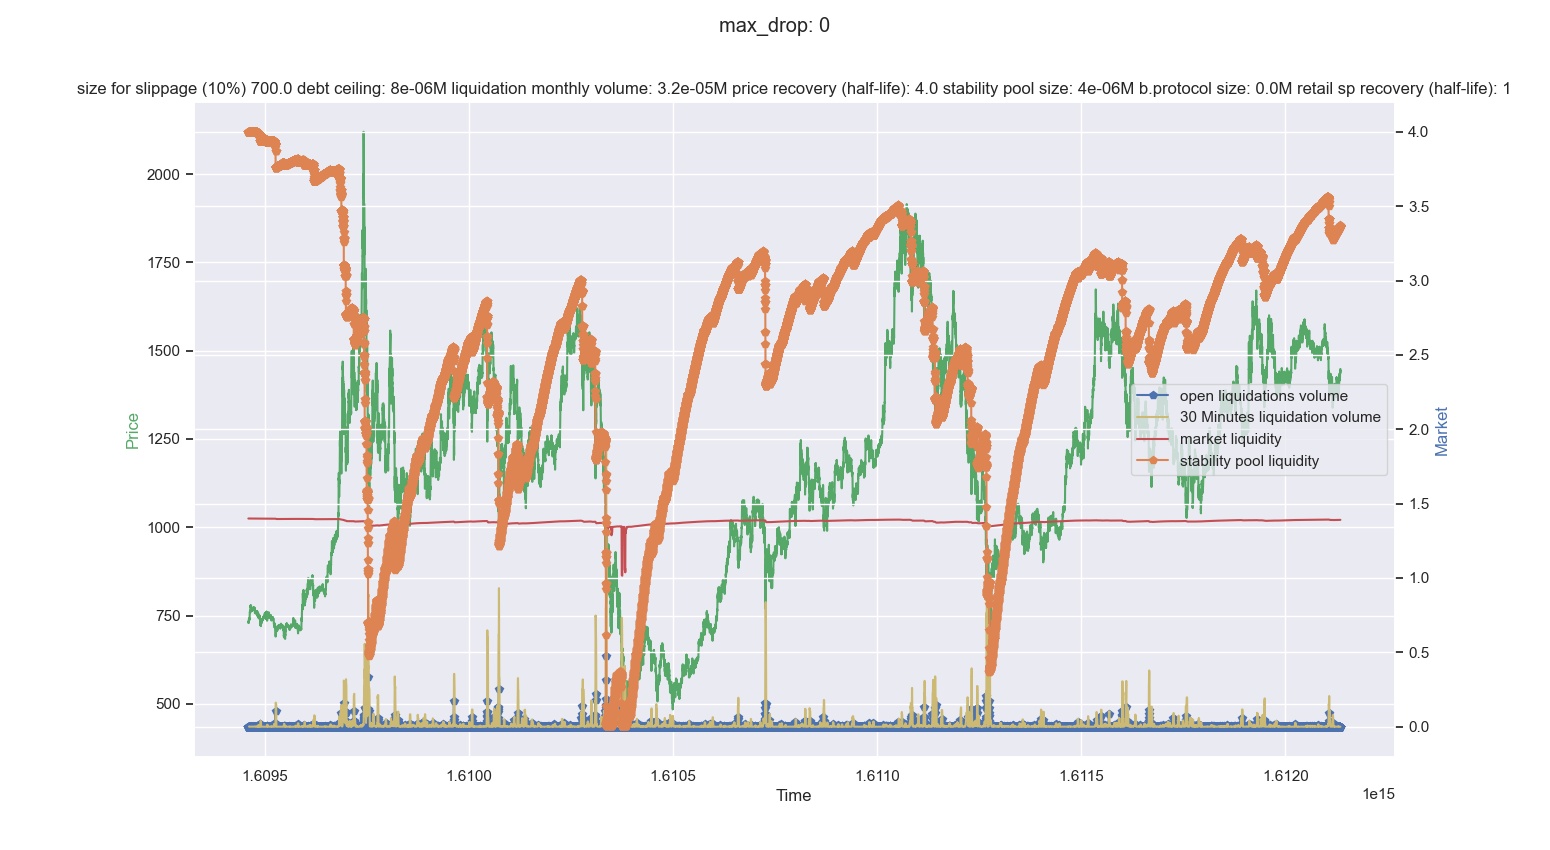 max_drop: 0
size for slippage (10%) 700.0 debt ceiling: 8e-06M liquidation monthly volume: 3.2e-05M price recovery (half-life): 4.0 stability pool size: 4e-06M b.protocol size: 0.0M retail sp recovery (half-life): 1
2000
1750
1500
1250
1000
750
500
Price
4.0
3.5
3.0
2.5
2.0
1.5
1.0
0.5
0.0
Market
open liquidations volume
30 Minutes liquidation volume
market liquidity
stability pool liquidity
1.6095 1.6100 1.6105 1.6110 1.6115 1.6120
1e15
Time